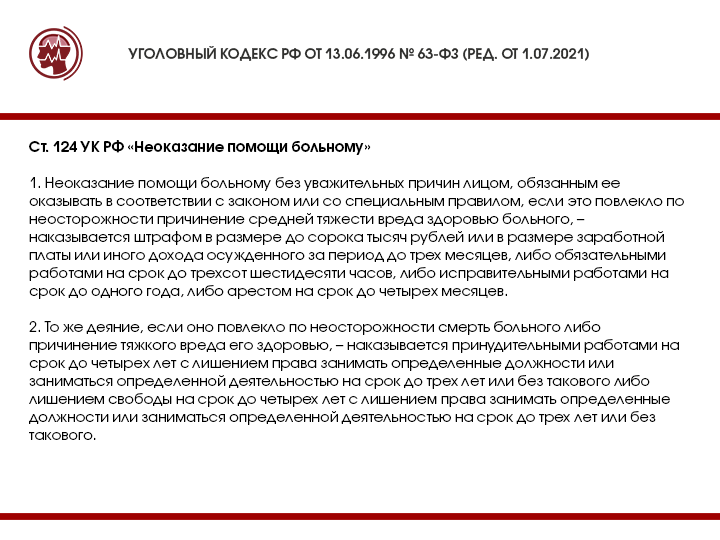 УГОЛОВНЫЙ КОДЕКС РФ ОТ 13.06.1996 № 63-ФЗ (РЕД. ОТ 1.07.2021)
Ст. 124 УК РФ «Неоказание помощи больному»
1. Неоказание помощи больному без уважительных причин лицом, обязанным ее
оказывать в соответствии с законом или со специальным правилом, если это повлекло по
неосторожности причинение средней тяжести вреда здоровью больного, –
наказывается штрафом в размере до сорока тысяч рублей или в размере заработной
платы или иного дохода осужденного за период до трех месяцев, либо обязательными
работами на срок до трехсот шестидесяти часов, либо исправительными работами на
срок до одного года, либо арестом на срок до четырех месяцев.
2. То же деяние, если оно повлекло по неосторожности смерть больного либо
причинение тяжкого вреда его здоровью, – наказывается принудительными работами на
срок до четырех лет с лишением права занимать определенные должности или
заниматься определенной деятельностью на срок до трех лет или без такового либо
лишением свободы на срок до четырех лет с лишением права занимать определенные
должности или заниматься определенной деятельностью на срок до трех лет или без
такового.